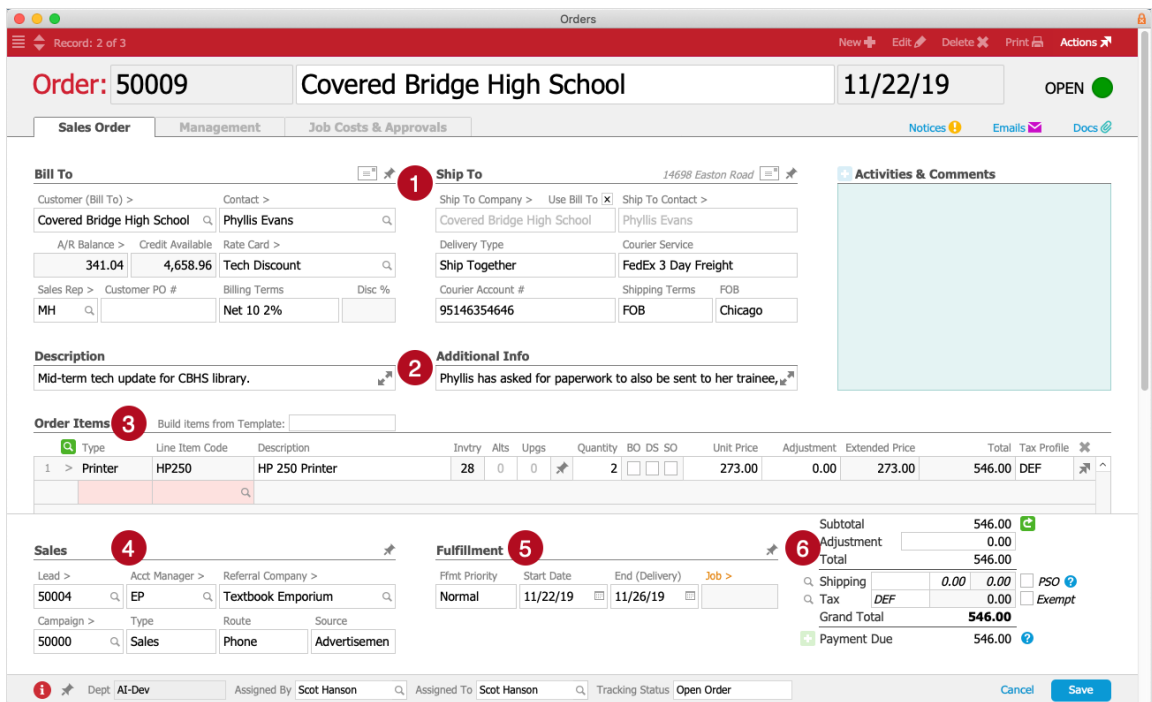 Orders
Record: 2 of 3 New Edit Delete Print Actions
Order: 50009 Covered Bridge High School 11/22/19 OPEN
Sales Order Management Job Costs & Approvals Notices Emails Docs
Bill To 1 Ship To 14698 Easton Road Activities & Comments
Customer (Bill To) > Contact > Ship To Company > Use Bill To Ship To Contact >
Covered Bridge High School Phyllis Evans Covered Bridge High School Phyllis Evans
A/R Balance > Credit Available Rate Card > Delivery Type Courier Service
341.04 4,658.96 Tech Discount Ship Together FedEx 3 Day Freight
Sales Rep > Customer PO # Billing Terms Disc % Courier Account # Shipping Terms FOB
MH Net 10 2% 95146354646 FOB Chicago
Description 2 Additional Info
Mid-term tech update for CBHS library. Phyllis has asked for paperwork to also be sent to her trainee,
Order Items 3 Build items from Template:
Type Line Item Code Description Invtry Alts Upgs Quantity BO DS SO Unit Price Adjustment Extended Price Total Tax Profile
1 > Printer HP250 HP 250 Printer 28 0 0 2 273.00 0.00 273.00 546.00 DEF
Subtotal 546.00
Sales 4 Fulfillment 5 6 Adjustment 0.00
Total 546.00
Lead > Acct Manager > Referral Company > Ffmt Priority Start Date End (Delivery) Job > Shipping 0.00 0.00 PSO ?
50004 EP Textbook Emporium Normal 11/22/19 11/26/19 Tax DEF 0.00 Exempt
Campaign > Type Route Source Grand Total 546.00
50000 Sales Phone Advertisemen Payment Due 546.00 ?
Dept AI-Dev Assigned By Scot Hanson Assigned To Scot Hanson Tracking Status Open Order Cancel Save